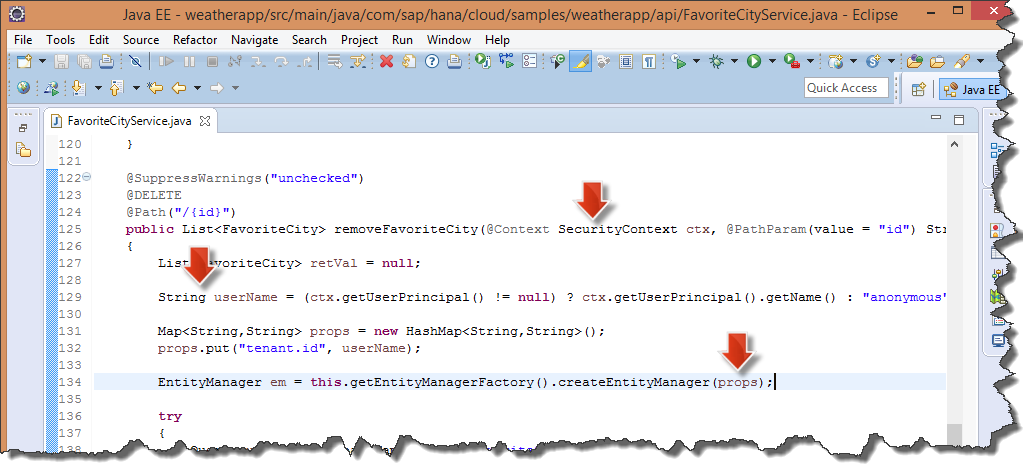 Java EE - weatherapp/src/main/java/com/sap/hana/cloud/samples/weatherapp/api/FavoriteCityService.java - Eclipse
File Tools Edit Source Refactor Navigate Search Project Run Window Help
Quick Access Java EE
FavoriteCityService.java
120 }
121
122 @SuppressWarnings("unchecked")
123 @DELETE
124 @Path("/{id}")
125 public List<FavoriteCity> removeFavoriteCity(@Context SecurityContext ctx, @PathParam(value = "id") Str
126 {
127 List avoriteCity> retVal = null;
128
129 String userName = (ctx.getUserPrincipal() != null) ? ctx.getUserPrincipal().getName() : "anonymous"
130
131 Map<String,String> props = new HashMap<String,String>();
132 props.put("tenant.id", userName);
133
134 EntityManager em = this.getEntityManagerFactory().createEntityManager(props);
135
136 try
137 {
138